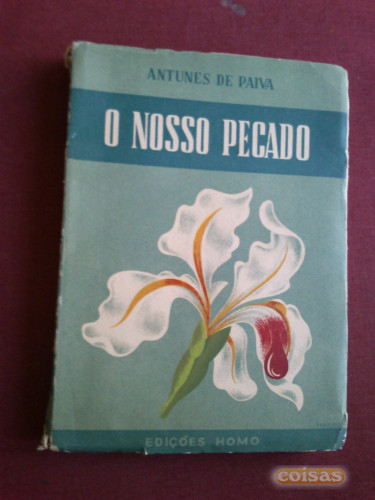 ANTUNES DE PAIVA
O NOSSO PECADO
EDIÇÕES HOMO
coisas